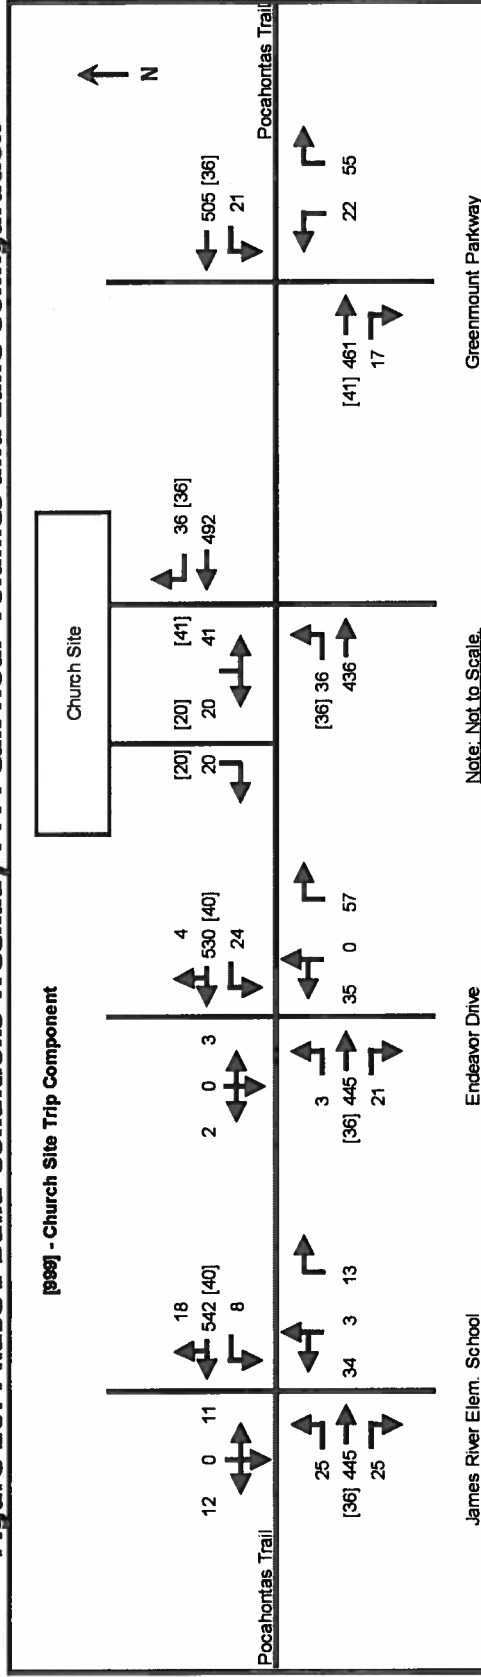 [999] - Church Site Trip Component
Church Site
N
Pocahontas Trail
12 0 11
18
542 [40]
8
2 0 3
4
530 [40]
24
[20]
20
[20] [41]
20 41
36 [36]
492
505 [36]
21
Pocahontas Trail
25
[36] 445
25
34 3 13
3
[36] 445
21
35 0 57
[36] 36
436
[41] 461
17
22 55
James River Elem. School
Endeavor Drive
Note: Not to Scale.
Greenmount Parkway